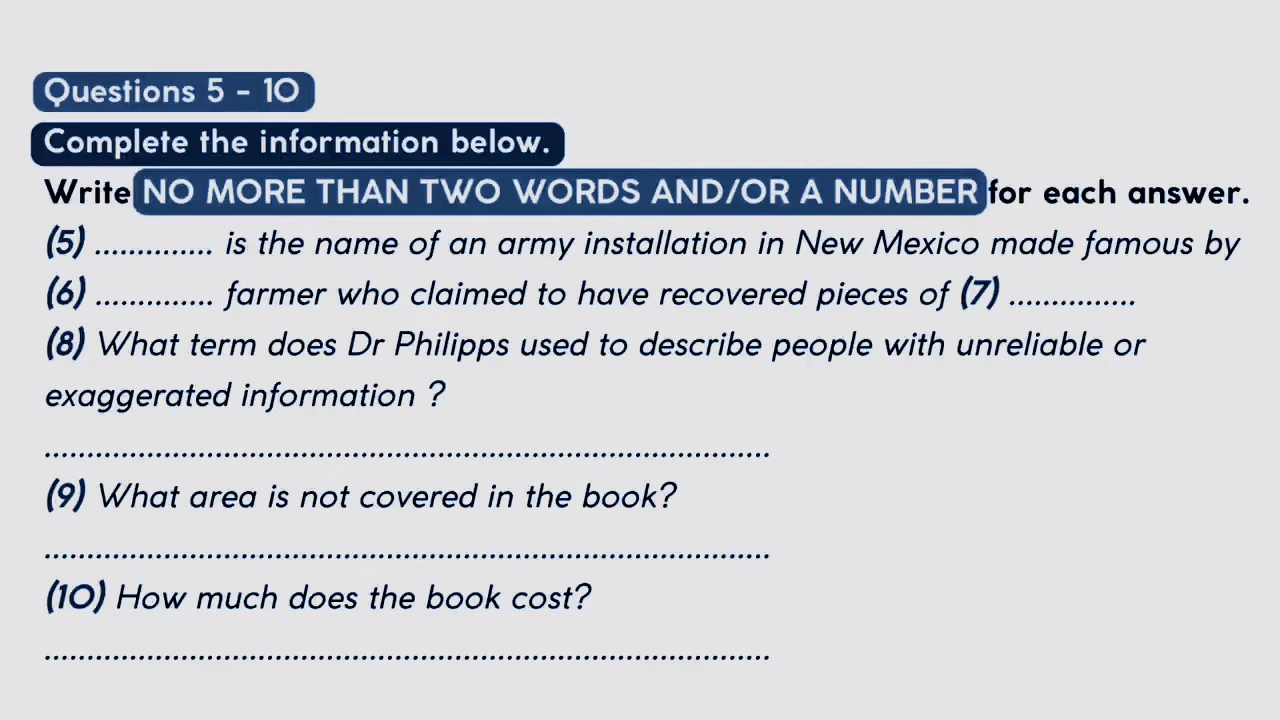 Questions 5 - 10
Complete the information below.
Write NO MORE THAN TWO WORDS AND/OR A NUMBER for each answer.
(5) .............. is the name of an army installation in New Mexico made famous by
(6) .............. farmer who claimed to have recovered pieces of (7) ...............
(8) What term does Dr Philipps used to describe people with unreliable or
exaggerated information ?
......................................................................................
(9) What area is not covered in the book?
......................................................................................
(10) How much does the book cost?
......................................................................................